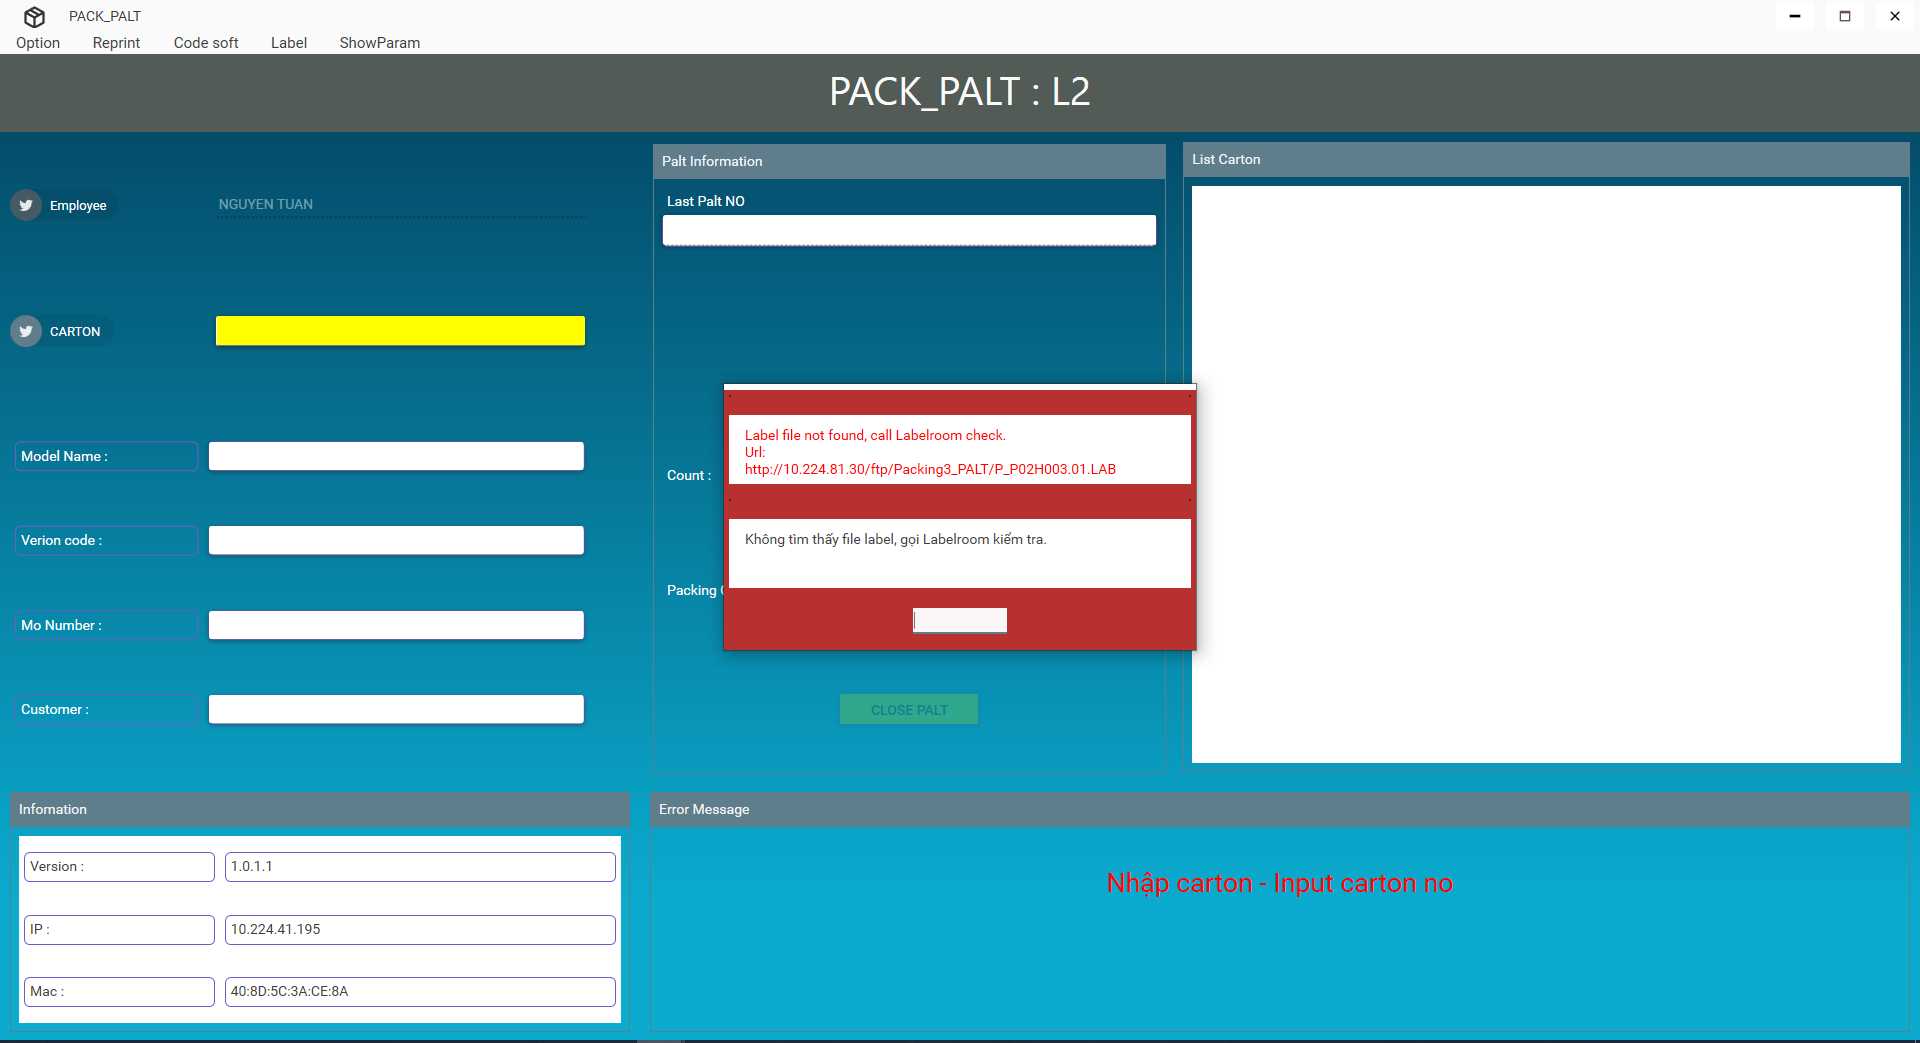 PACK_PALT
Option Reprint Code soft Label ShowParam
PACK_PALT : L2
Employee
NGUYEN TUAN
CARTON
Model Name :
Verion code :
Mo Number :
Customer :
Palt Information
Last Palt NO
Count :
Packing
CLOSE PALT
List Carton
Label file not found, call Labelroom check.
Url:
http://10.224.81.30/ftp/Packing3_PALT/P_P02H003.01.LAB
Không tìm thấy file label, gọi Labelroom kiểm tra.
Infomation
Version :
1.0.1.1
IP :
10.224.41.195
Mac :
40:8D:5C:3A:CE:8A
Error Message
Nhập carton - Input carton no